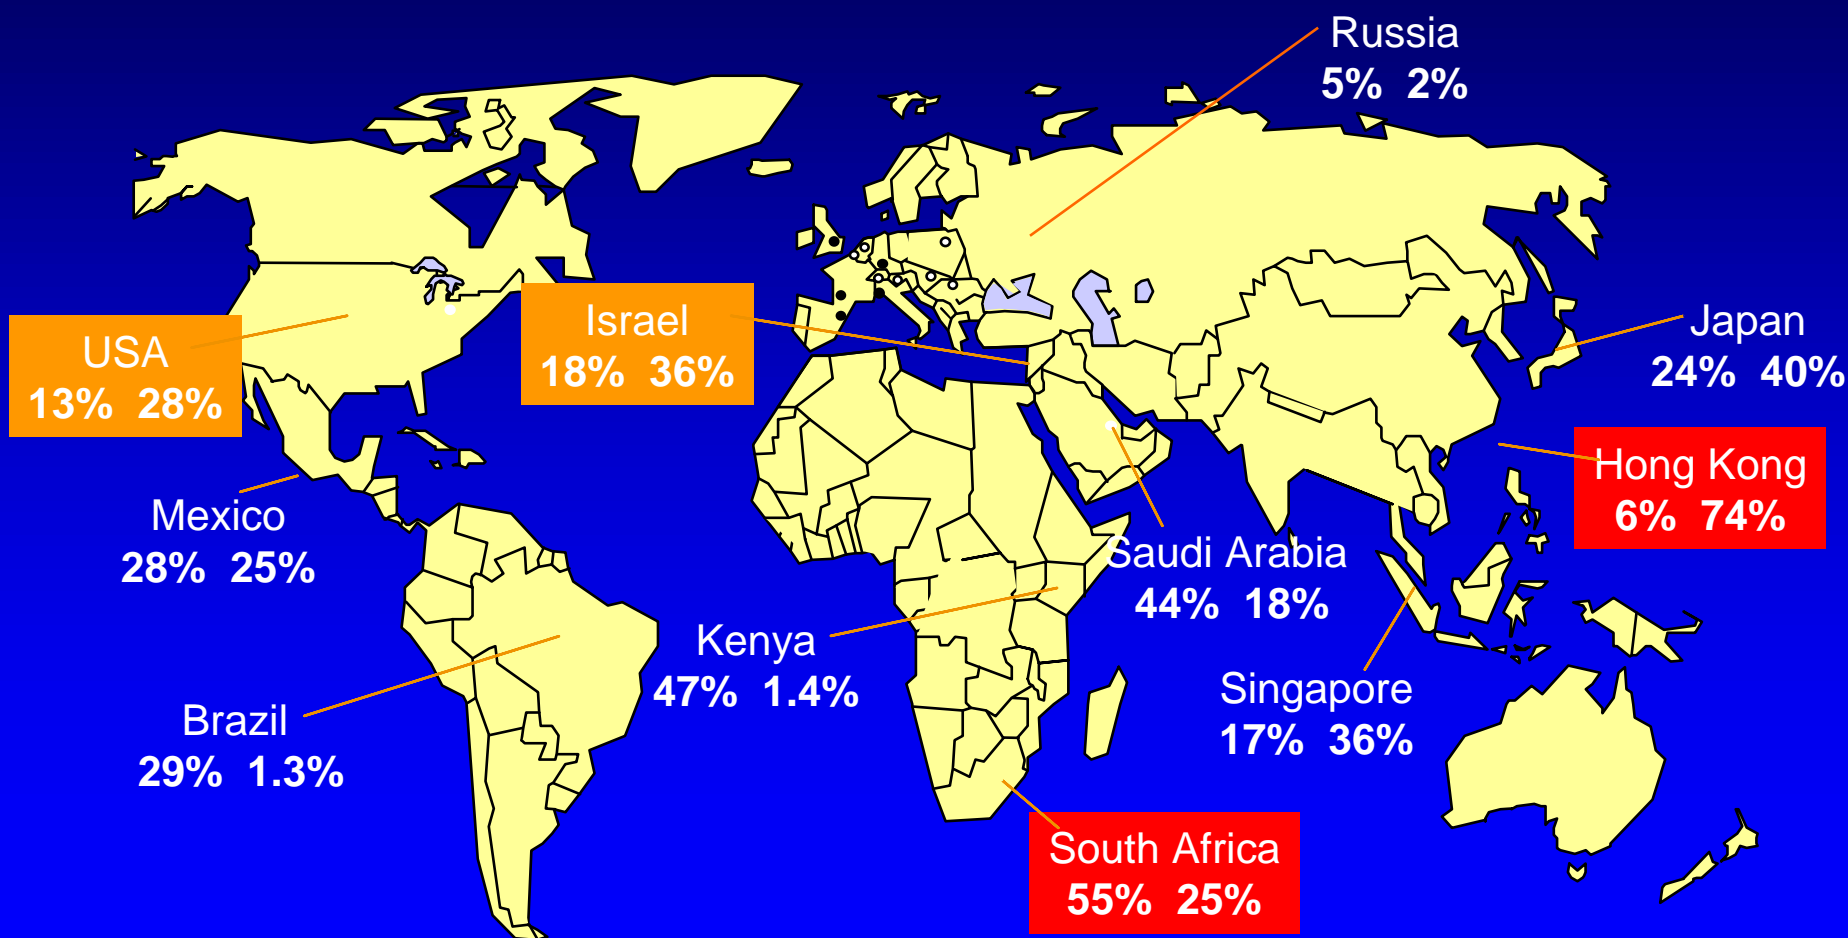 Russia
5% 2%
USA
13% 28%
Israel
18% 36%
Japan
24% 40%
Hong Kong
6% 74%
Mexico
28% 25%
Saudi Arabia
44% 18%
Kenya
47% 1.4%
Singapore
17% 36%
Brazil
29% 1.3%
South Africa
55% 25%